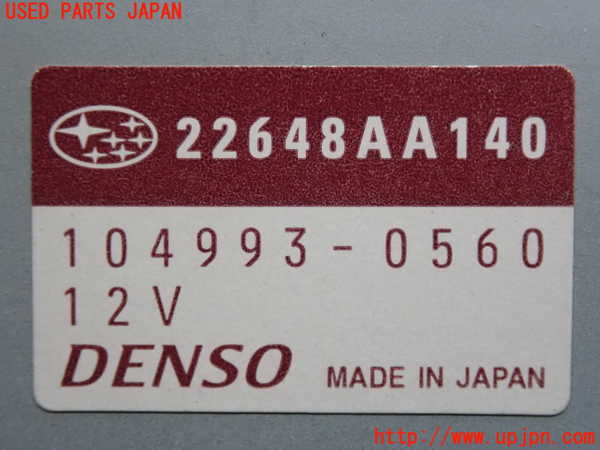 USED PARTS JAPAN
22648AA140
104993-0560
12V
DENSO MADE IN JAPAN
http://www.upjpn.com